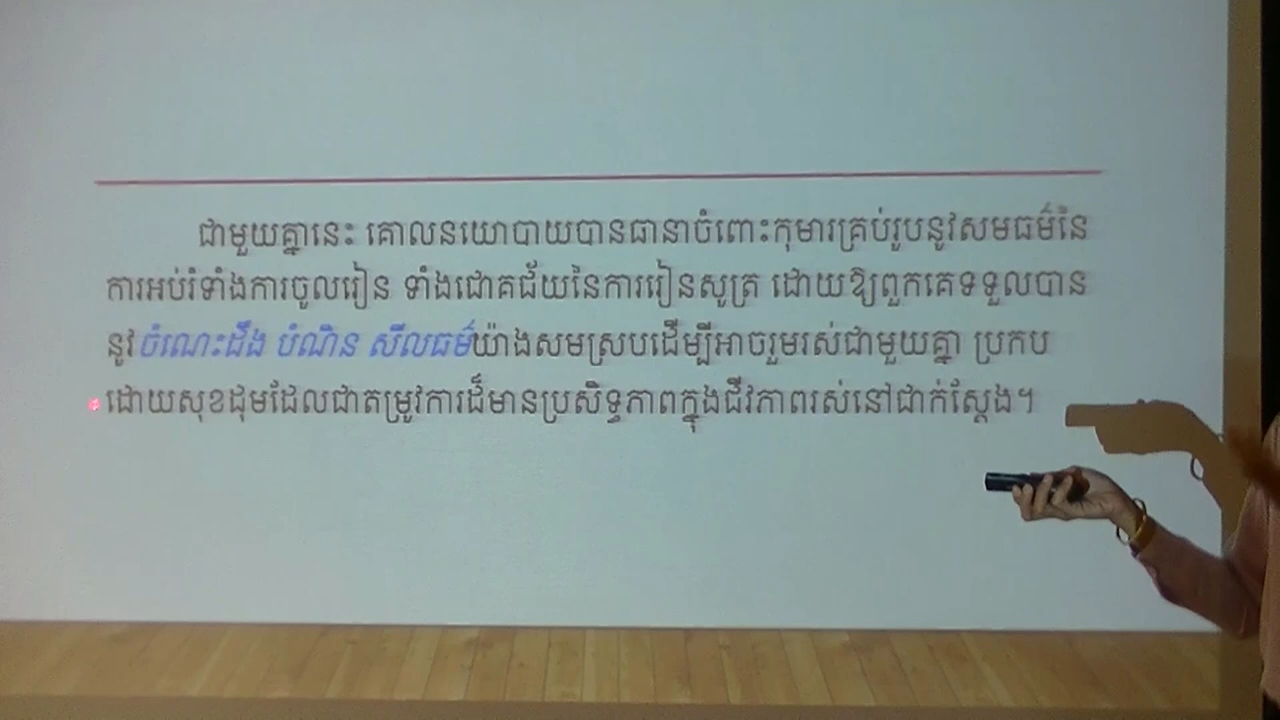 ជាមួយគ្នានេះ គោលនយោបាយបានធានាចំពោះកុមារគ្រប់រូបនូវសមធម៌នៃ
ការអប់រំទាំងការចូលរៀន ទាំងជោគជ័យនៃការរៀនសូត្រ ដោយឱ្យពួកគេទទួលបាន
នូវចំណេះដឹង បំណិន សីលធម៌យ៉ាងសមស្របដើម្បីអាចរួមរស់ជាមួយគ្នា ប្រកប
ដោយសុខដុមដែលជាតម្រូវការដ៏មានប្រសិទ្ធភាពក្នុងជីវភាពរស់នៅជាក់ស្តែង។